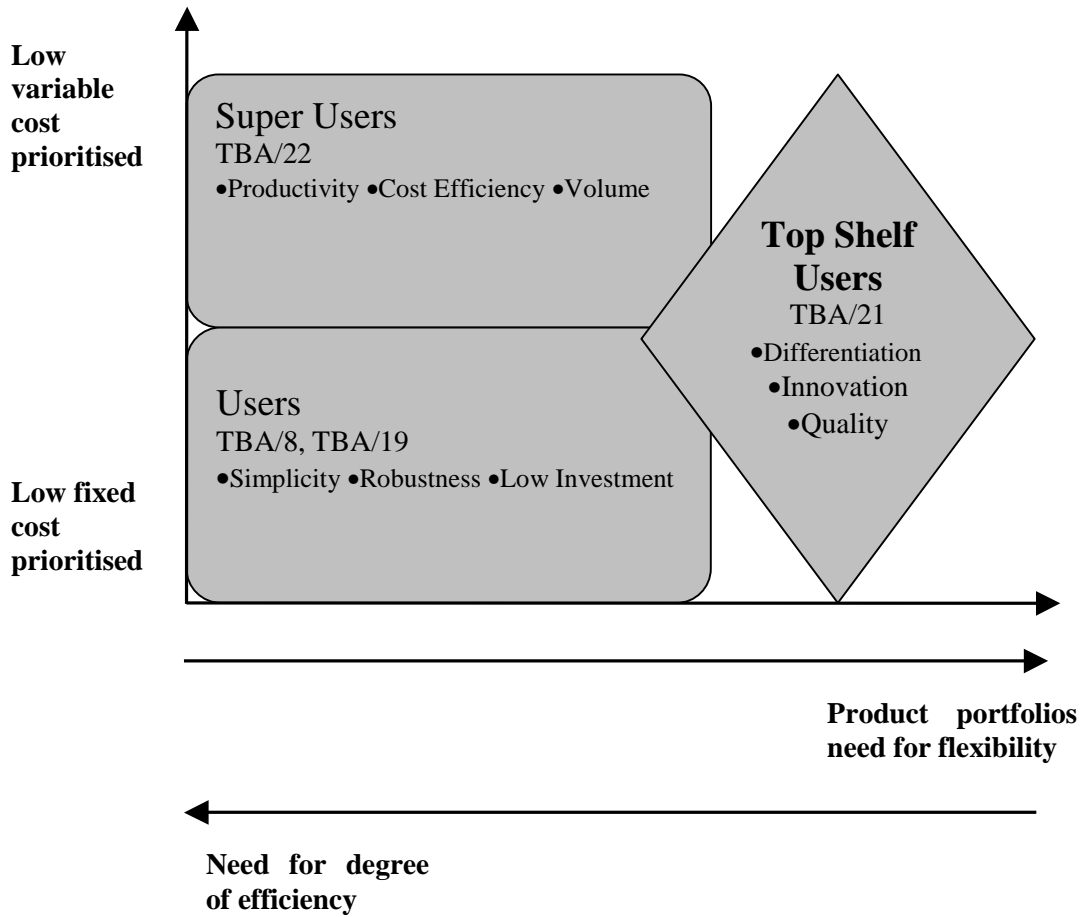 Low
variable
cost
prioritised
Super Users
TBA/22
•Productivity •Cost Efficiency •Volume
Top Shelf
Users
TBA/21
•Differentiation
•Innovation
•Quality
Users
TBA/8, TBA/19
•Simplicity •Robustness •Low Investment
Low fixed
cost
prioritised
Product portfolios
need for flexibility
Need for degree
of efficiency